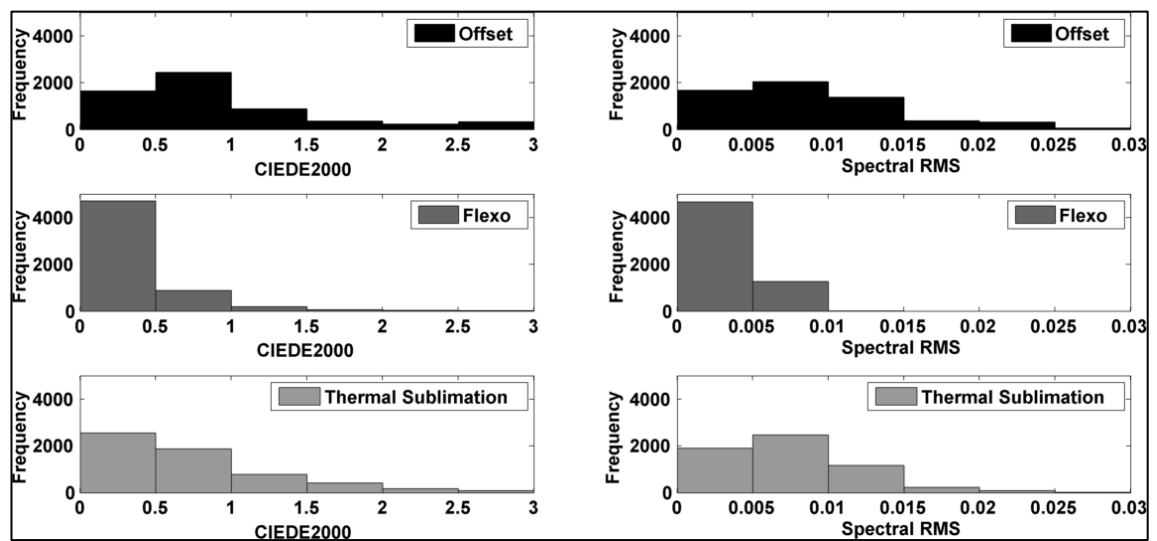 Frequency
4000
2000
0
Offset
0 0.5 1 1.5 2 2.5 3
CIEDE2000
Frequency
4000
2000
0
Offset
0 0.005 0.01 0.015 0.02 0.025 0.03
Spectral RMS
Frequency
4000
2000
0
Flexo
0 0.5 1 1.5 2 2.5 3
CIEDE2000
Frequency
4000
2000
0
Flexo
0 0.005 0.01 0.015 0.02 0.025 0.03
Spectral RMS
Frequency
4000
2000
0
Thermal Sublimation
0 0.5 1 1.5 2 2.5 3
CIEDE2000
Frequency
4000
2000
0
Thermal Sublimation
0 0.005 0.01 0.015 0.02 0.025 0.03
Spectral RMS